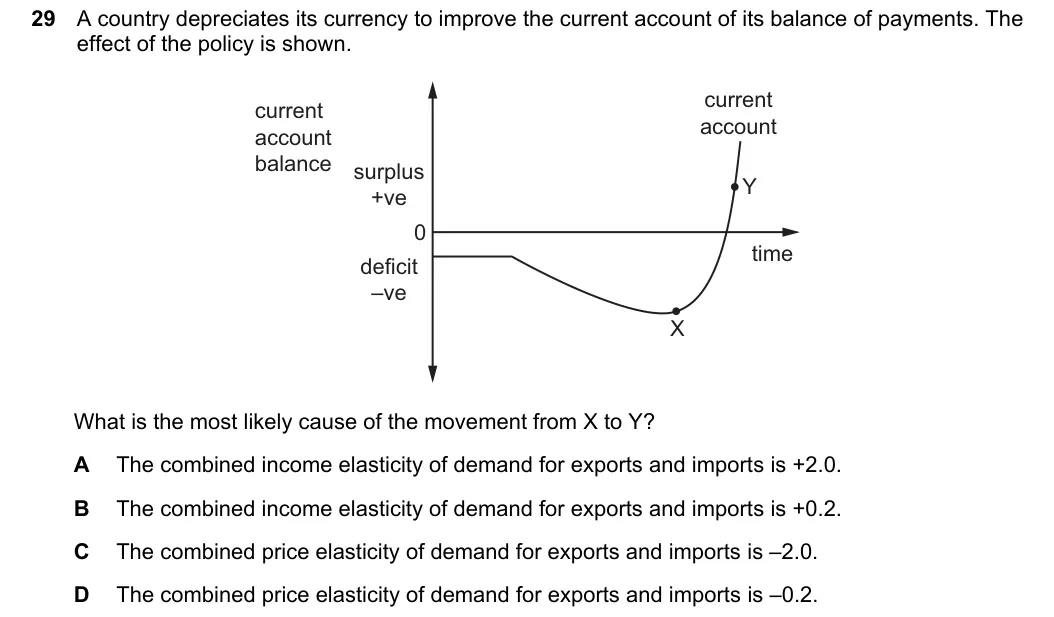 29 A country depreciates its currency to improve the current account of its balance of payments. The
effect of the policy is shown.
current
account
balance
surplus
+ve
0
deficit
–ve
current
account
Y
time
X
What is the most likely cause of the movement from X to Y?
A The combined income elasticity of demand for exports and imports is +2.0.
B The combined income elasticity of demand for exports and imports is +0.2.
C The combined price elasticity of demand for exports and imports is –2.0.
D The combined price elasticity of demand for exports and imports is –0.2.